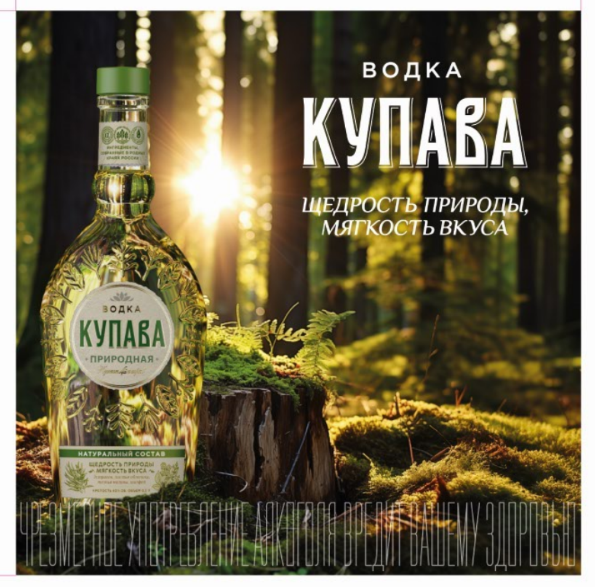 ВОДКА
КУПАВА
ЩЕДРОСТЬ ПРИРОДЫ,
МЯГКОСТЬ ВКУСА
ВОДКА
КУПАВА
ПРИРОДНАЯ
НАТУРАЛЬНЫЙ СОСТАВ
ЩЕДРОСТЬ ПРИРОДЫ
МЯГКОСТЬ ВКУСА
ЧРЕЗМЕРНОЕ УПОТРЕБЛЕНИЕ АЛКОГОЛЯ ВРЕДИТ ВАШЕМУ ЗДОРОВЬЮ